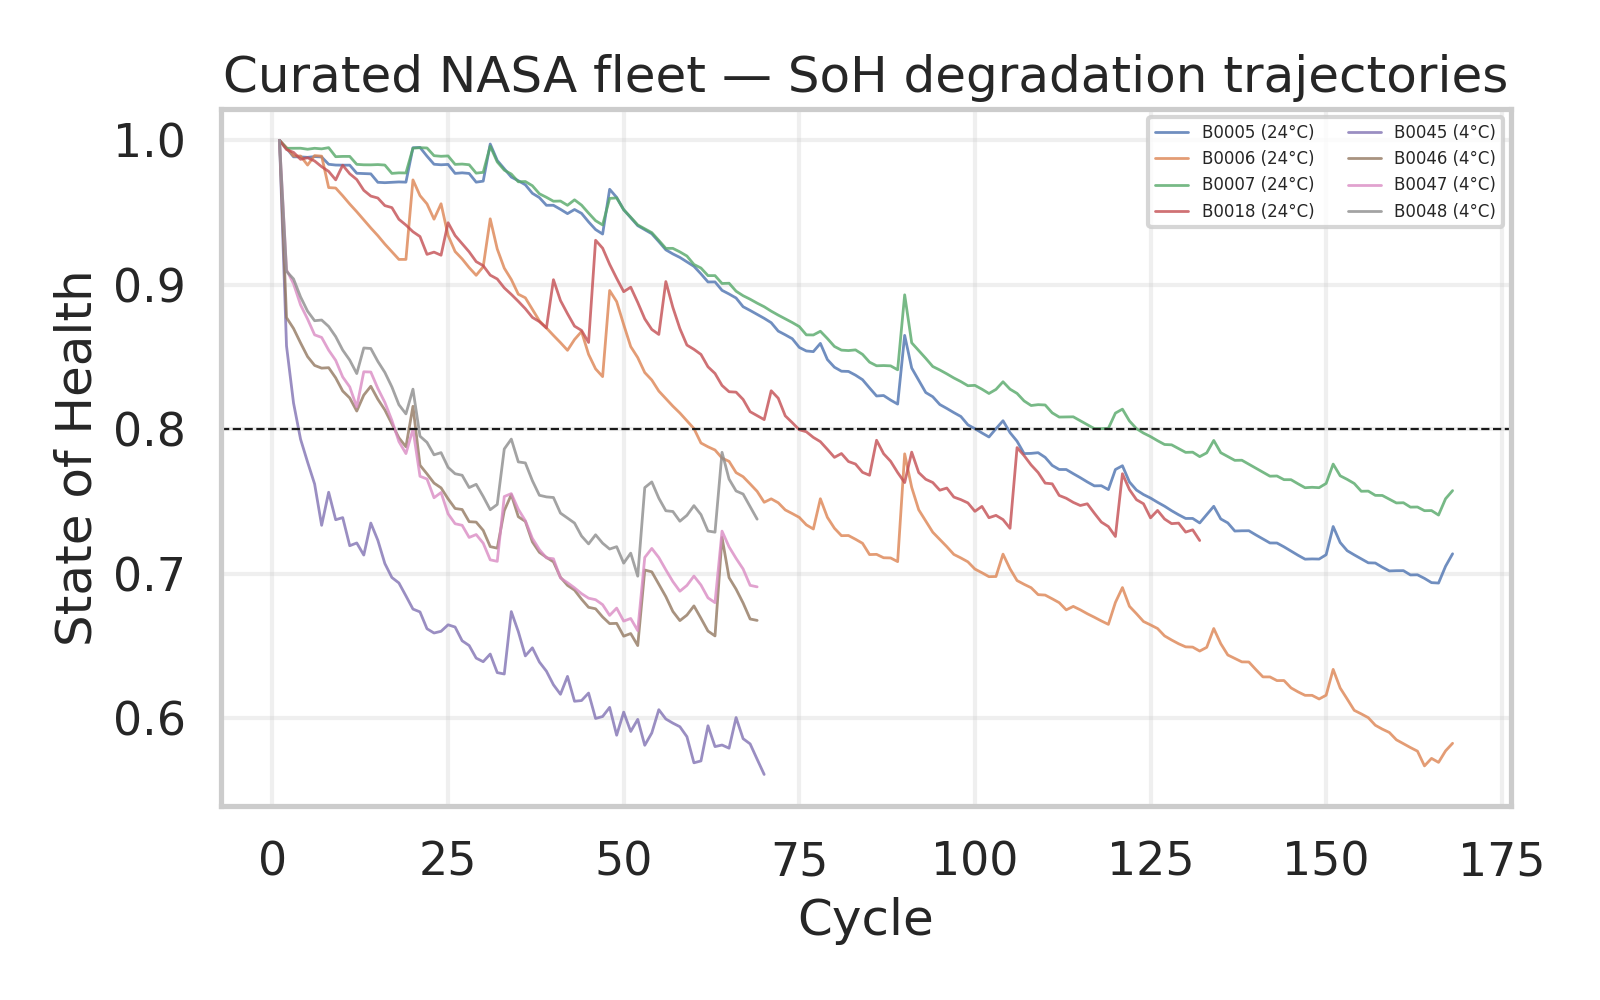 Curated NASA fleet — SoH degradation trajectories
B0005 (24°C)
B0006 (24°C)
B0007 (24°C)
B0018 (24°C)
B0045 (4°C)
B0046 (4°C)
B0047 (4°C)
B0048 (4°C)
State of Health
1.0
0.9
0.8
0.7
0.6
0
25
50
75
100
125
150
175
Cycle